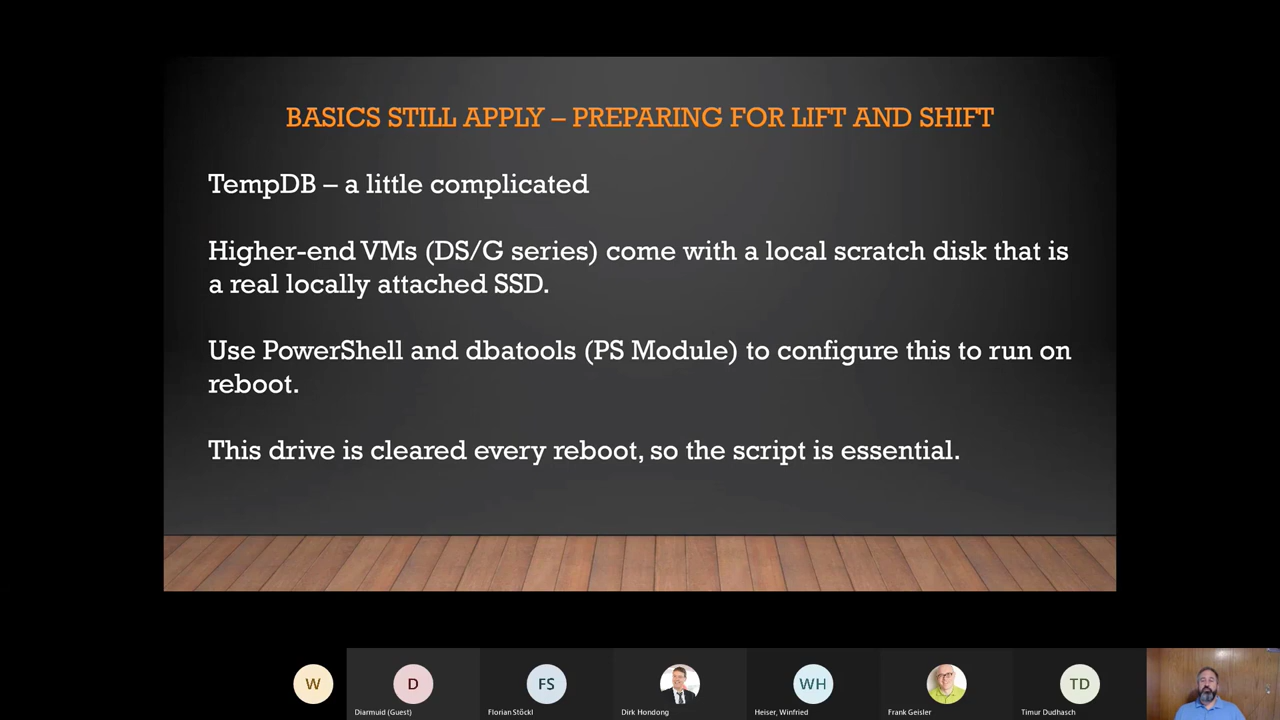 BASICS STILL APPLY – PREPARING FOR LIFT AND SHIFT
TempDB – a little complicated
Higher-end VMs (DS/G series) come with a local scratch disk that is
a real locally attached SSD.
Use PowerShell and dbatools (PS Module) to configure this to run on
reboot.
This drive is cleared every reboot, so the script is essential.
W
D
FS
WH
TD
Diarmuid (Guest)
Florian Stöckl
Dirk Hondong
Heiser, Winfried
Frank Geisler
Timur Dudhasch